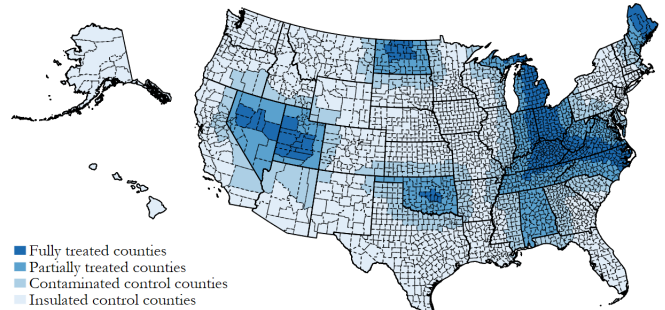 Fully treated counties
Partially treated counties
Contaminated control counties
Insulated control counties